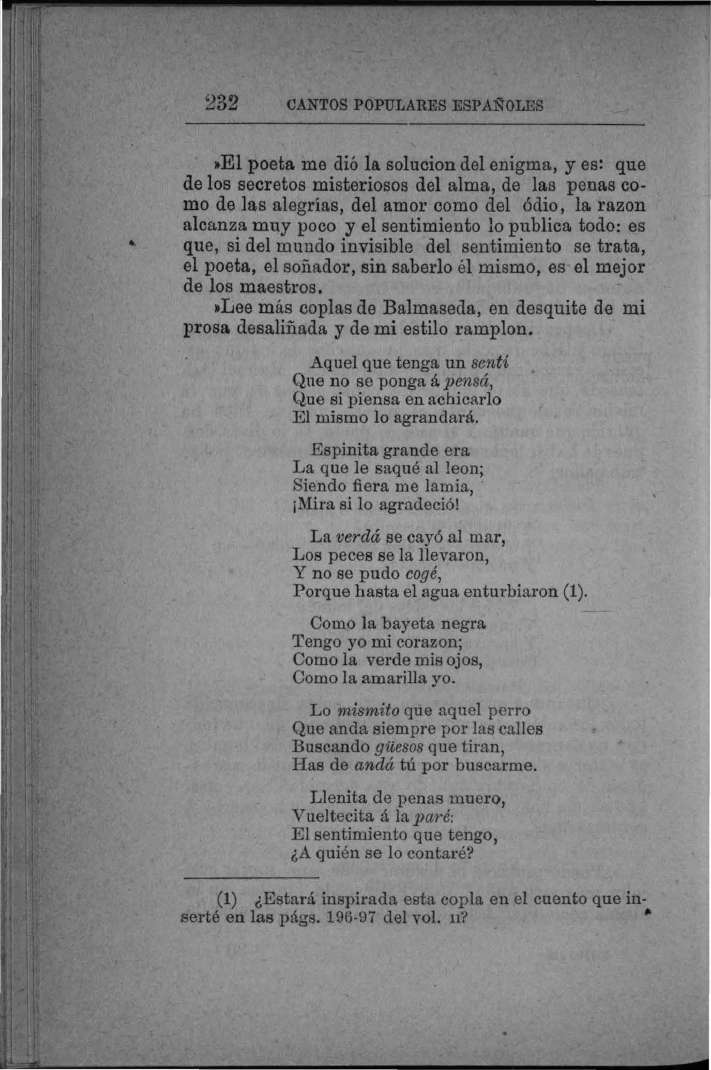 232 CANTOS POPULARES ESPAÑOLES
»El poeta me dió la solucion del enigma, y es: que
de los secretos misteriosos del alma, de las penas co-
mo de las alegrías, del amor como del ódio, la razon
alcanza muy poco y el sentimiento lo publica todo: es
que, si del mundo invisible del sentimiento se trata,
el poeta, el soñador, sin saberlo él mismo, es el mejor
de los maestros.
»Lee más coplas de Balmaseda, en desquite de mi
prosa desaliñada y de mi estilo ramplon.
Aquel que tenga un sentí
Que no se ponga á pensá,
Que si piensa en achicarlo
El mismo lo agrandará.
Espinita grande era
La que le saqué al leon;
Siendo fiera me lamia,
¡Mira si lo agradeció!
La verdá se cayó al mar,
Los peces se la llevaron,
Y no se pudo cogé,
Porque hasta el agua enturbiaron (1).
Como la bayeta negra
Tengo yo mi corazon;
Como la verde mis ojos,
Como la amarilla yo.
Lo mismito que aquel perro
Que anda siempre por las calles
Buscando güesos que tiran,
Has de andá tú por buscarme.
Llenita de penas muero,
Vueltecita á la paré:
El sentimiento que tengo,
¿A quién se lo contaré?
(1) ¿Estará inspirada esta copla en el cuento que in-
serté en las págs. 196-97 del vol. II?